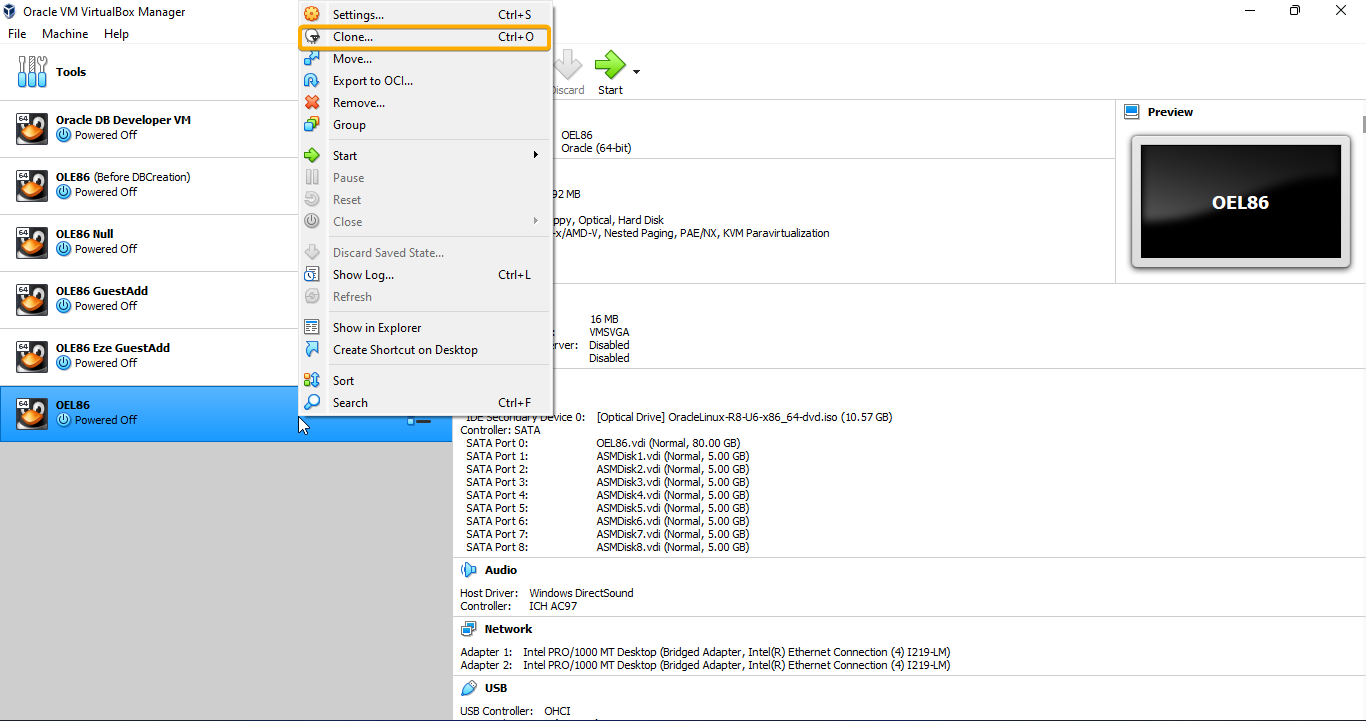 Oracle VM VirtualBox Manager
File Machine Help
Tools
Oracle DB Developer VM
Powered Off
OLE86 (Before DBCreation)
Powered Off
OLE86 Null
Powered Off
OLE86 GuestAdd
Powered Off
OLE86 Eze GuestAdd
Powered Off
OEL86
Powered Off
64
64
64
64
64
64
Settings... Ctrl+S
Clone... Ctrl+O
Move...
Export to OCI...
Remove...
Group
Start
Pause
Reset
Close
Discard Saved State...
Show Log... Ctrl+L
Refresh
Show in Explorer
Create Shortcut on Desktop
Sort
Search Ctrl+F
Start
OEL86
Oracle (64-bit)
92 MB
Optical, Hard Disk
-x/AMD-V, Nested Paging, PAE/NX, KVM Paravirtualization
Preview
OEL86
16 MB
VMSVGA
rver: Disabled
Disabled
IDE Secondary Device 0: [Optical Drive] OracleLinux-R8-U6-x86_64-dvd.iso (10.57 GB)
Controller: SATA
SATA Port 0: OEL86.vdi (Normal, 80.00 GB)
SATA Port 1: ASMDisk1.vdi (Normal, 5.00 GB)
SATA Port 2: ASMDisk2.vdi (Normal, 5.00 GB)
SATA Port 3: ASMDisk3.vdi (Normal, 5.00 GB)
SATA Port 4: ASMDisk4.vdi (Normal, 5.00 GB)
SATA Port 5: ASMDisk5.vdi (Normal, 5.00 GB)
SATA Port 6: ASMDisk6.vdi (Normal, 5.00 GB)
SATA Port 7: ASMDisk7.vdi (Normal, 5.00 GB)
SATA Port 8: ASMDisk8.vdi (Normal, 5.00 GB)
Audio
Host Driver: Windows DirectSound
Controller: ICH AC97
Network
Adapter 1: Intel PRO/1000 MT Desktop (Bridged Adapter, Intel(R) Ethernet Connection (4) I219-LM)
Adapter 2: Intel PRO/1000 MT Desktop (Bridged Adapter, Intel(R) Ethernet Connection (4) I219-LM)
USB
USB Controller: OHCI